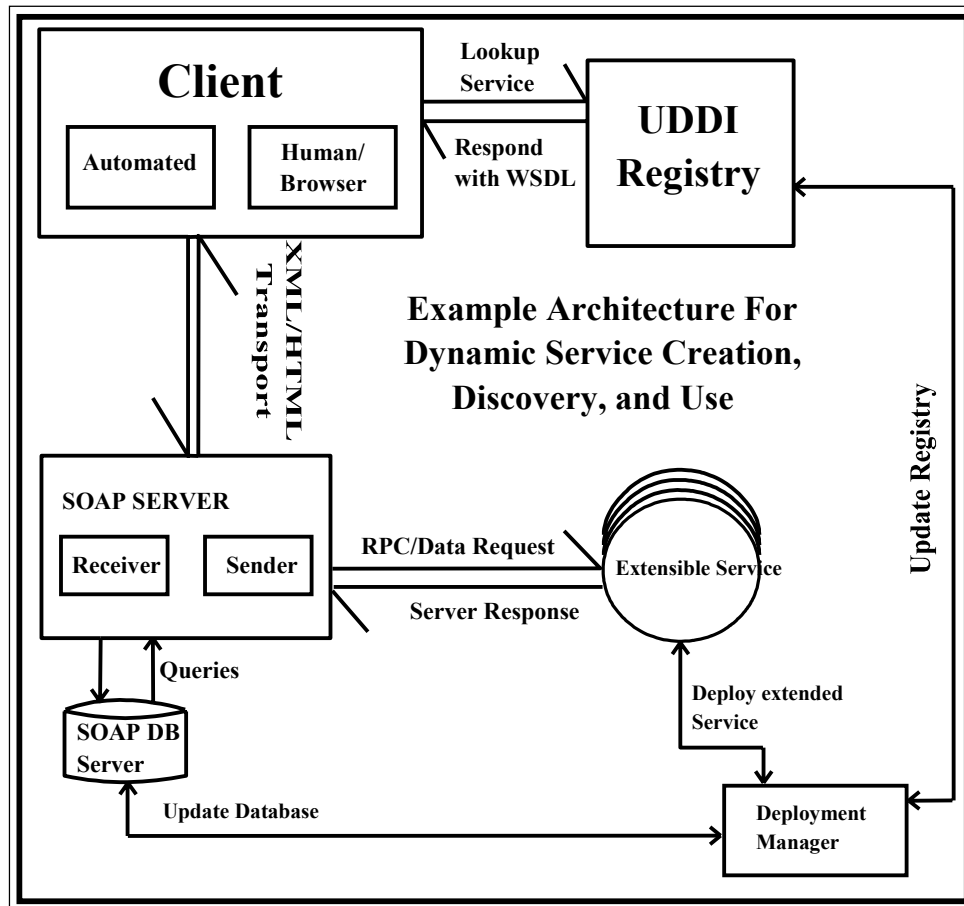 Client
Automated
Human/
Browser
Lookup
Service
Respond
with WSDL
UDDI
Registry
XML/HTML
Transport
Example Architecture For
Dynamic Service Creation,
Discovery, and Use
Update Registry
SOAP SERVER
Receiver
Sender
RPC/Data Request
Server Response
Extensible Service
Queries
SOAP DB
Server
Deploy extended
Service
Update Database
Deployment
Manager